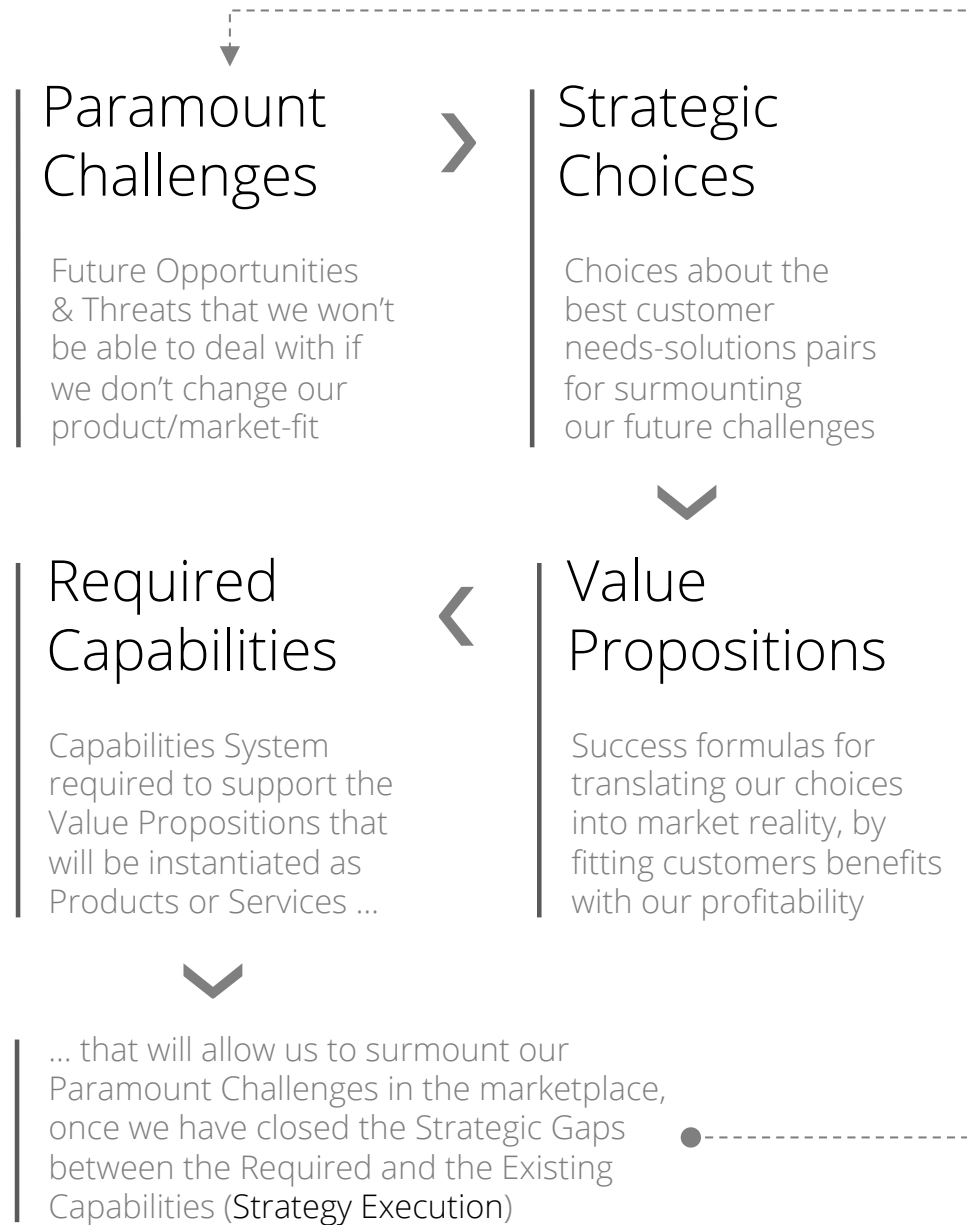 Paramount
Challenges
Future Opportunities
& Threats that we won’t
be able to deal with if
we don’t change our
product/market-fit
Strategic
Choices
Choices about the
best customer
needs-solutions pairs
for surmounting
our future challenges
Value
Propositions
Success formulas for
translating our choices
into market reality, by
fitting customers benefits
with our profitability
Required
Capabilities
Capabilities System
required to support the
Value Propositions that
will be instantiated as
Products or Services ...
... that will allow us to surmount our
Paramount Challenges in the marketplace,
once we have closed the Strategic Gaps
between the Required and the Existing
Capabilities (Strategy Execution)